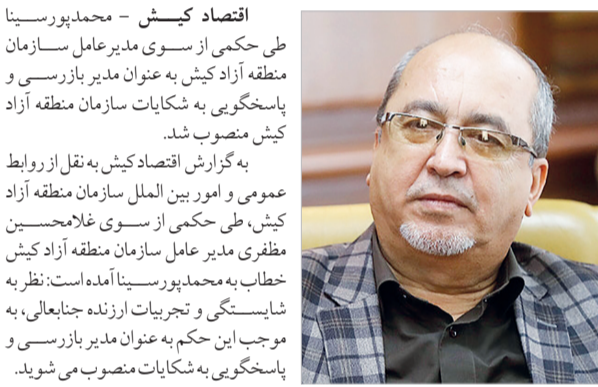 اقتصاد کیش – محمدپورسینا
طی حکمی از سوی مدیرعامل سازمان
منطقه آزاد کیش به عنوان مدیر بازرسی و
پاسخگویی به شکایات سازمان منطقه آزاد
کیش منصوب شد.
به گزارش اقتصاد کیش به نقل از روابط
عمومی و امور بین الملل سازمان منطقه آزاد
کیش، طی حکمی از سوی غلامحسین
مظفری مدیر عامل سازمان منطقه آزاد کیش
خطاب به محمدپورسینا آمده است: نظر به
شایستگی و تجربیات ارزنده جنابعالی، به
موجب این حکم به عنوان مدیر بازرسی و
پاسخگویی به شکایات منصوب می شوید.